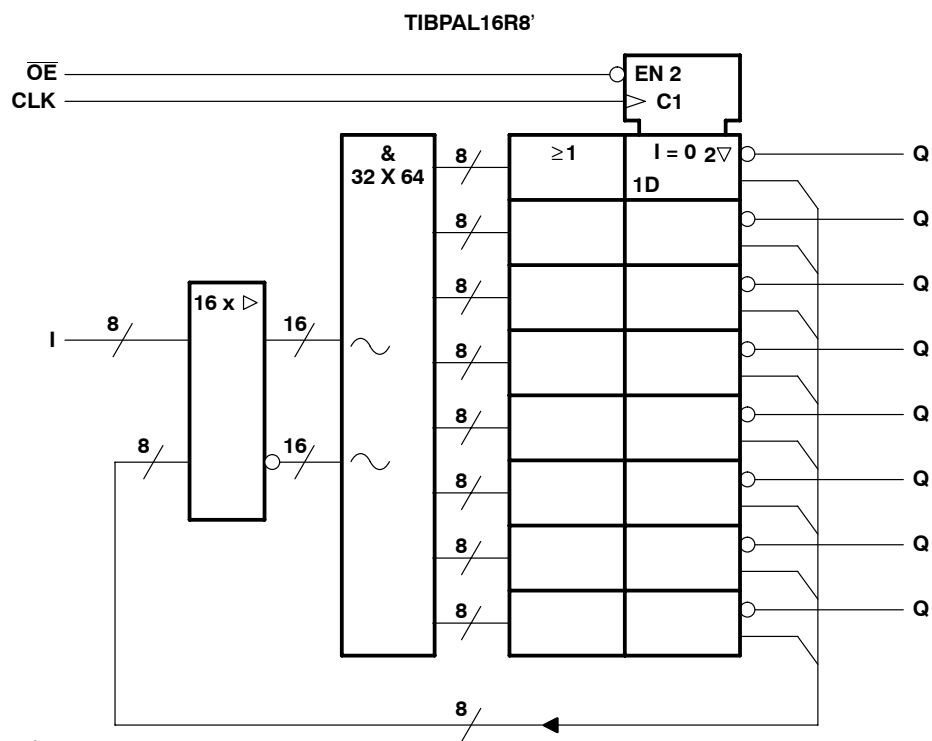 TIBPAL16R8’
OE
EN 2
CLK
C1
&
32 X 64
8
≥1
I = 0 2▽
Q
1D
8
Q
8
Q
16 x ▷
I
8
16
8
Q
8
Q
8
16
8
Q
8
Q
8
Q
8